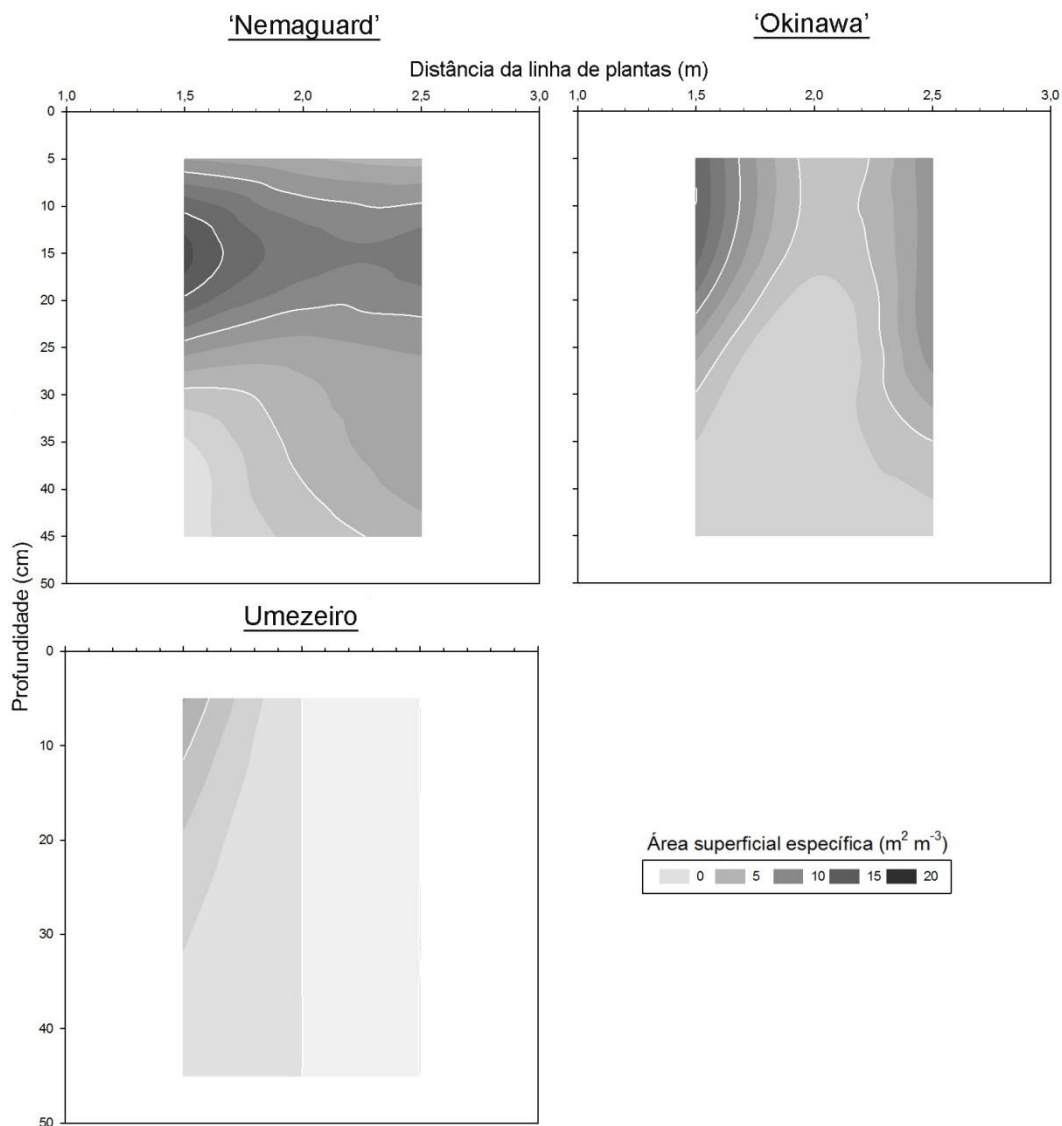 ‘Nemaguard’
‘Okinawa’
Distância da linha de plantas (m)
1,0 1,5 2,0 2,5 3,0
1,0 1,5 2,0 2,5 3,0
0
5
10
15
20
25
30
35
40
45
50
Umezeiro
Profundidade (cm)
0
10
20
30
40
50
Área superficial específica (m² m⁻³)
0 5 10 15 20